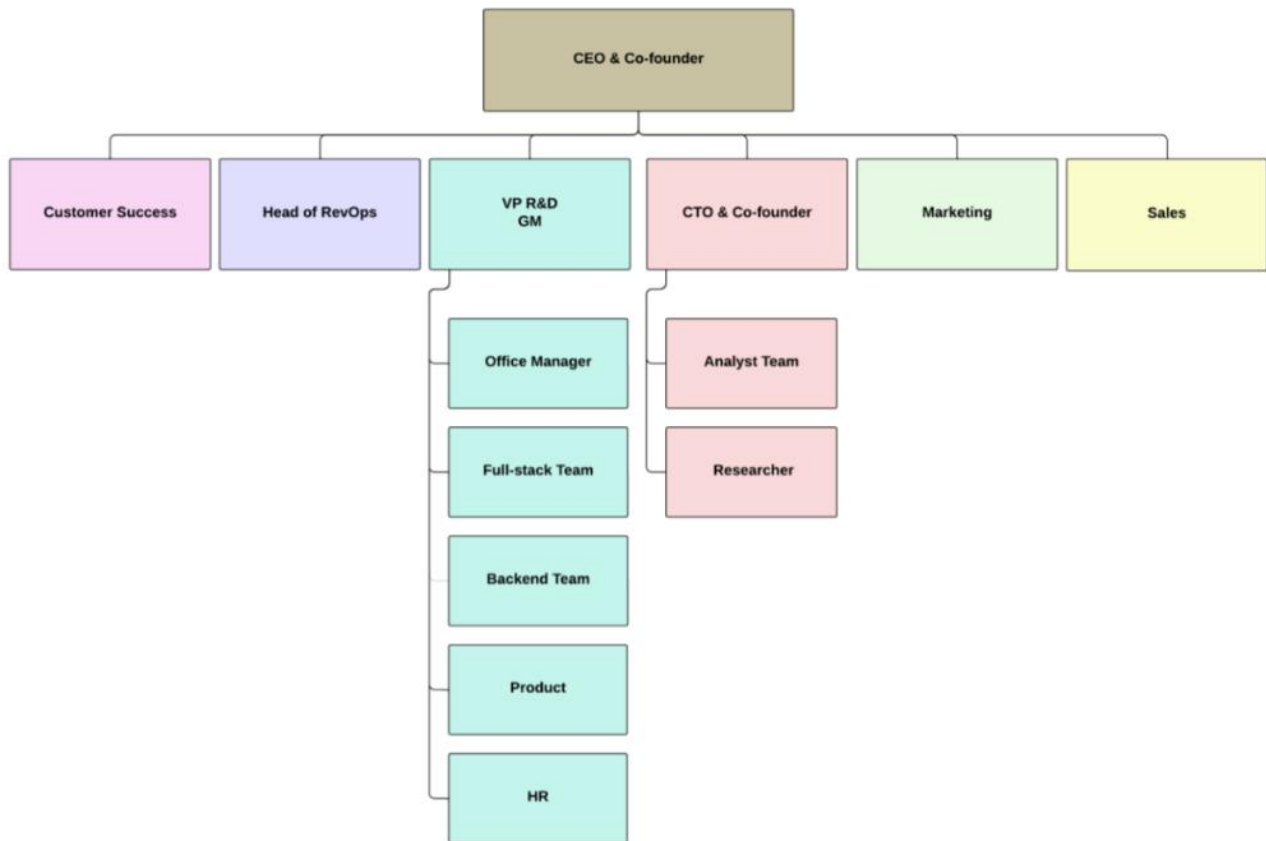 CEO & Co-founder
Customer Success
Head of RevOps
VP R&D
GM
CTO & Co-founder
Marketing
Sales
Office Manager
Analyst Team
Full-stack Team
Researcher
Backend Team
Product
HR